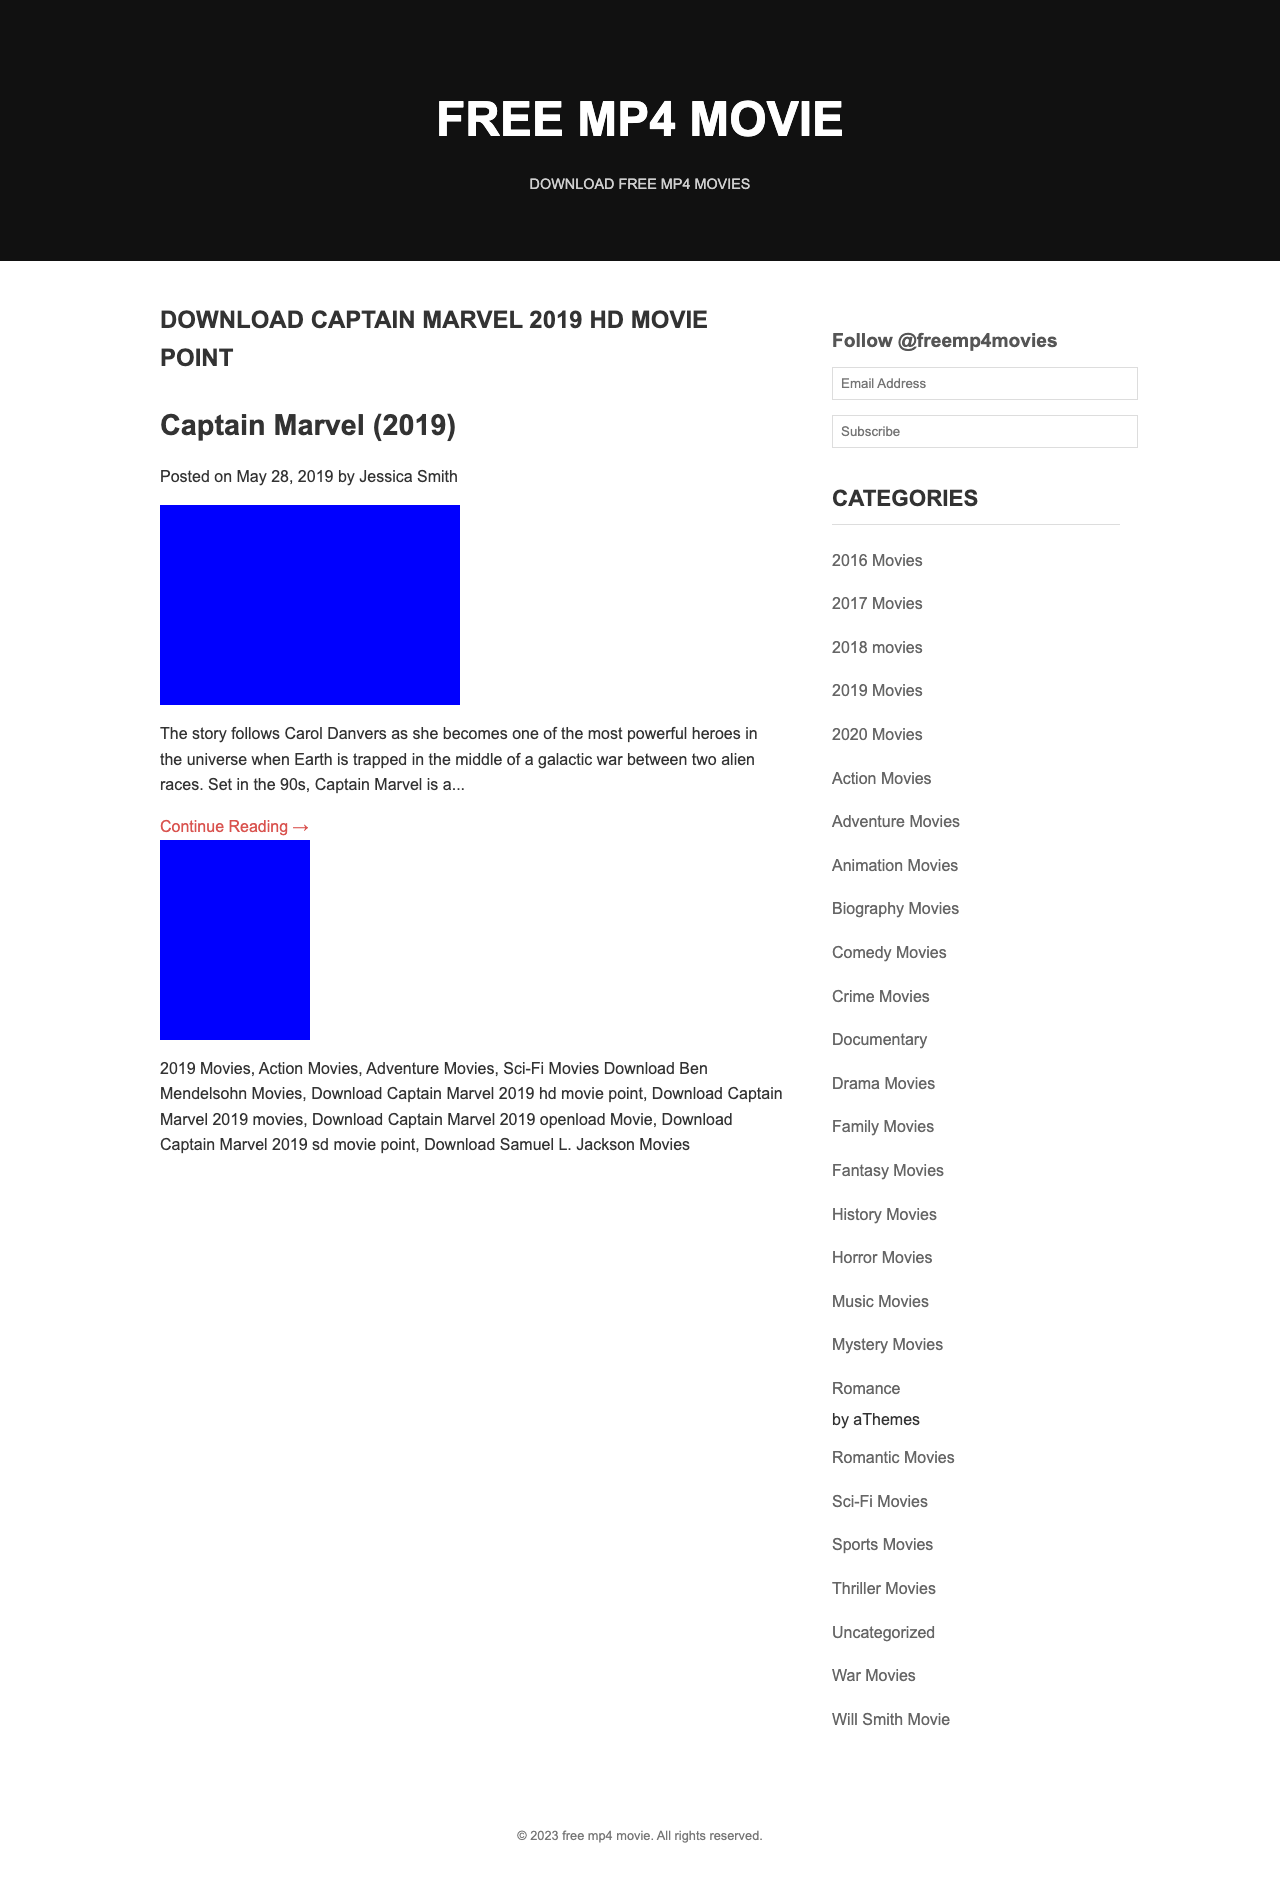 FREE MP4 MOVIE
DOWNLOAD FREE MP4 MOVIES
DOWNLOAD CAPTAIN MARVEL 2019 HD MOVIE
POINT
Captain Marvel (2019)
Posted on May 28, 2019 by Jessica Smith
The story follows Carol Danvers as she becomes one of the most powerful heroes in
the universe when Earth is trapped in the middle of a galactic war between two alien
races. Set in the 90s, Captain Marvel is a...
Continue Reading →
2019 Movies, Action Movies, Adventure Movies, Sci-Fi Movies Download Ben
Mendelsohn Movies, Download Captain Marvel 2019 hd movie point, Download Captain
Marvel 2019 movies, Download Captain Marvel 2019 openload Movie, Download
Captain Marvel 2019 sd movie point, Download Samuel L. Jackson Movies
Follow @freemp4movies
Email Address
Subscribe
CATEGORIES
2016 Movies
2017 Movies
2018 movies
2019 Movies
2020 Movies
Action Movies
Adventure Movies
Animation Movies
Biography Movies
Comedy Movies
Crime Movies
Documentary
Drama Movies
Family Movies
Fantasy Movies
History Movies
Horror Movies
Music Movies
Mystery Movies
Romance
by aThemes
Romantic Movies
Sci-Fi Movies
Sports Movies
Thriller Movies
Uncategorized
War Movies
Will Smith Movie
© 2023 free mp4 movie. All rights reserved.